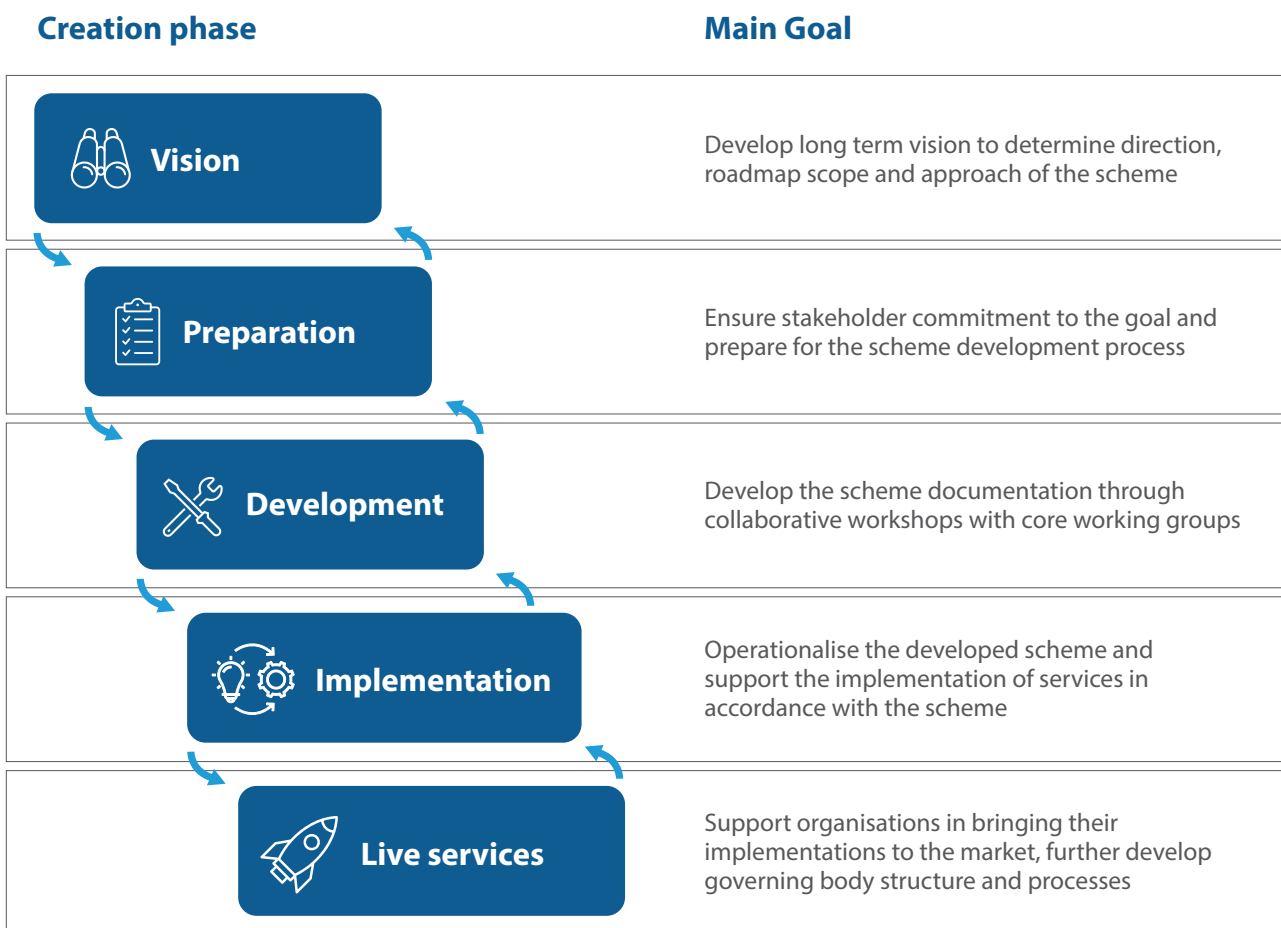 Creation phase
Main Goal
Vision
Develop long term vision to determine direction,
roadmap scope and approach of the scheme
Preparation
Ensure stakeholder commitment to the goal and
prepare for the scheme development process
Development
Develop the scheme documentation through
collaborative workshops with core working groups
Implementation
Operationalise the developed scheme and
support the implementation of services in
accordance with the scheme
Live services
Support organisations in bringing their
implementations to the market, further develop
governing body structure and processes